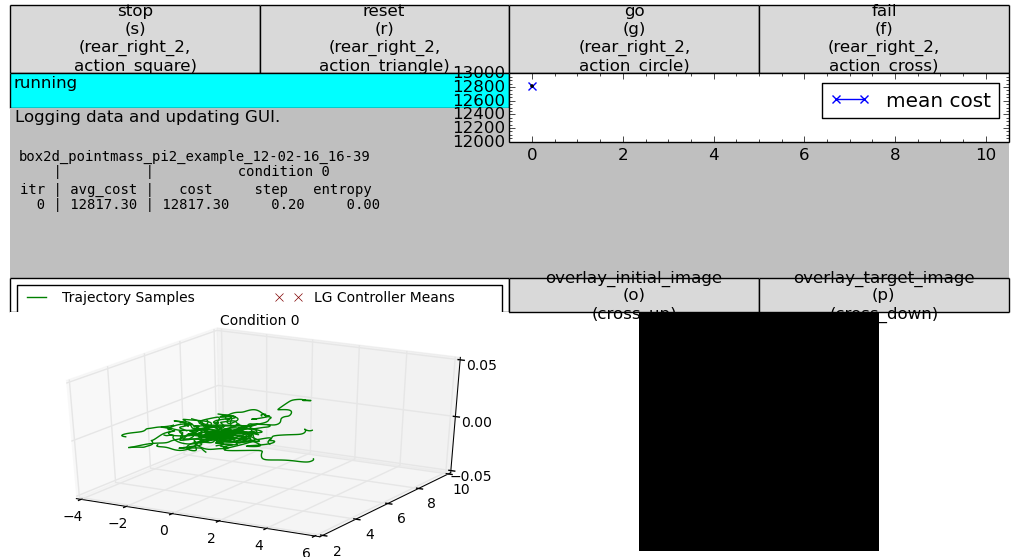 stop
(s)
(rear_right_2,
action_square)
reset
(r)
(rear_right_2,
action_triangle)
go
(g)
(rear_right_2,
action_circle)
fail
(f)
(rear_right_2,
action_cross)
running
Logging data and updating GUI.
box2d_pointmass_pi2_example_12-02-16_16-39
| | condition 0
itr | avg_cost | cost step entropy
0 | 12817.30 | 12817.30 0.20 0.00
13000
12800
12600
12400
12200
12000
mean cost
0 2 4 6 8 10
overlay_initial_image
(o)
(cross_up)
overlay_target_image
(p)
(cross_down)
Trajectory Samples
LG Controller Means
Condition 0
0.05
0.00
−0.05
10
8
6
4
2
−4 −2 0 2 4 6